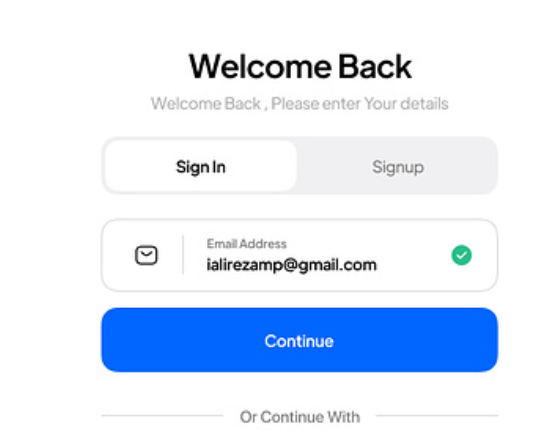 Welcome Back
Welcome Back , Please enter Your details
Sign In
Signup
Email Address
ialirezamp@gmail.com
Continue
Or Continue With